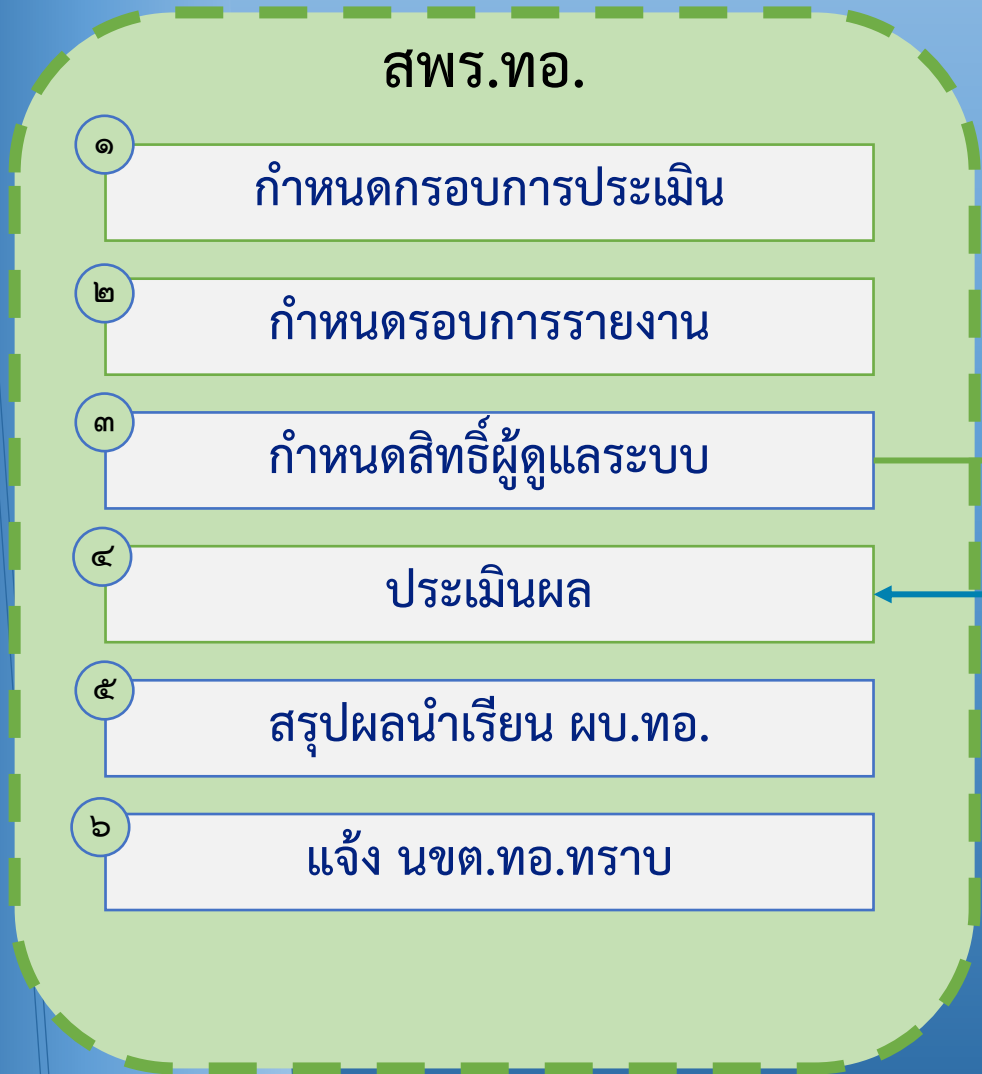 สพร.ทอ.
๑
กำหนดกรอบการประเมิน
๒
กำหนดรอบการรายงาน
๓
กำหนดสิทธิ์ผู้ดูแลระบบ
๔
ประเมินผล
๕
สรุปผลนำเรียน ผบ.ทอ.
๖
แจ้ง นขต.ทอ.ทราบ